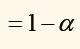 = 1 − α